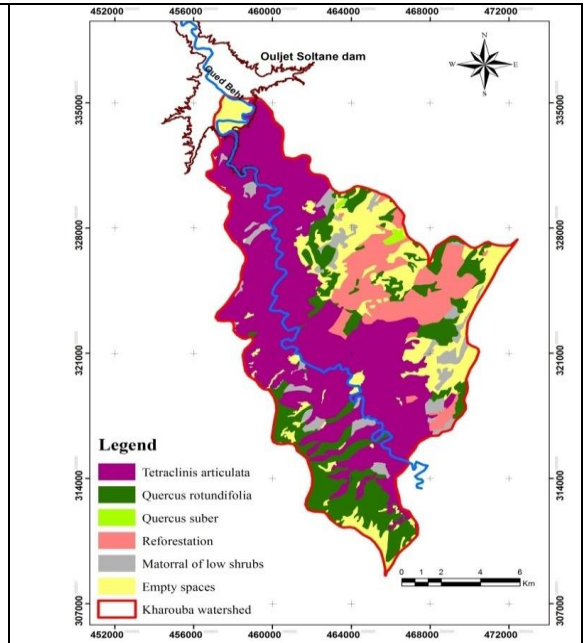 452000 456000 460000 464000 468000 472000
Ouljet Soltane dam
Oued Beht
N
W E
S
335000 335000
328000 328000
321000 321000
314000 314000
307000 307000
Legend
Tetraclinis articulata
Quercus rotundifolia
Quercus suber
Reforestation
Matorral of low shrubs
Empty spaces
Kharouba watershed
0 1 2 4 6
Km
452000 456000 460000 464000 468000 472000